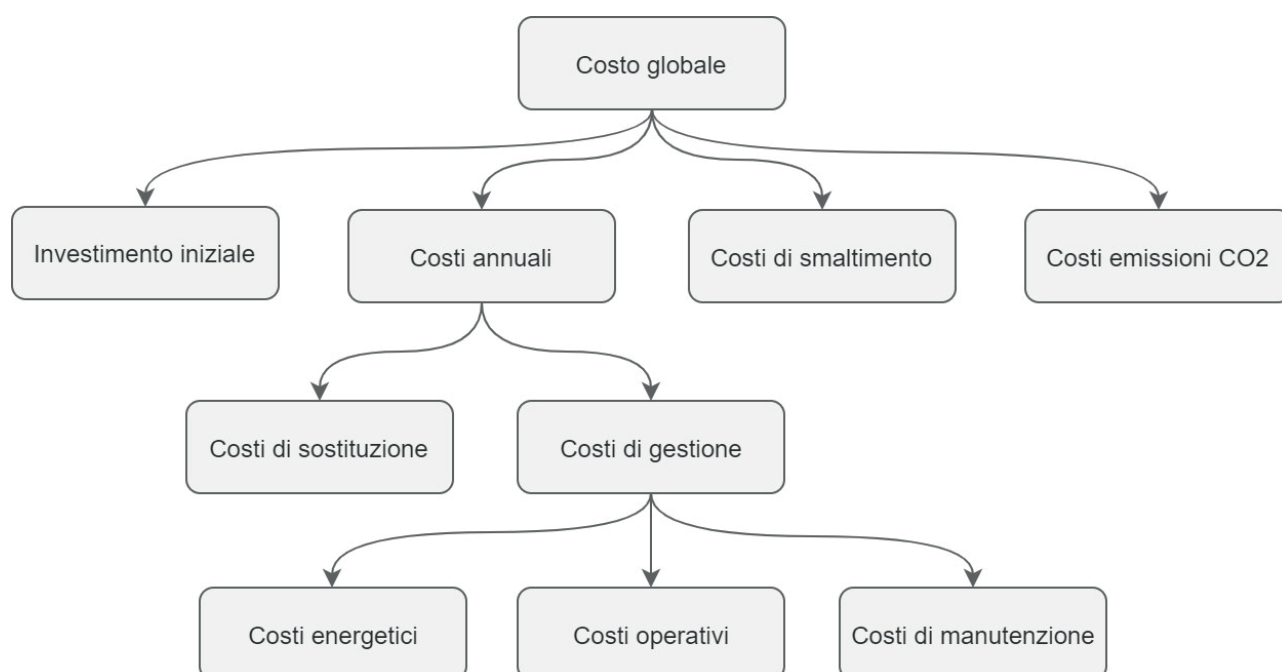 Costo globale
Investimento iniziale
Costi annuali
Costi di smaltimento
Costi emissioni CO2
Costi di sostituzione
Costi di gestione
Costi energetici
Costi operativi
Costi di manutenzione